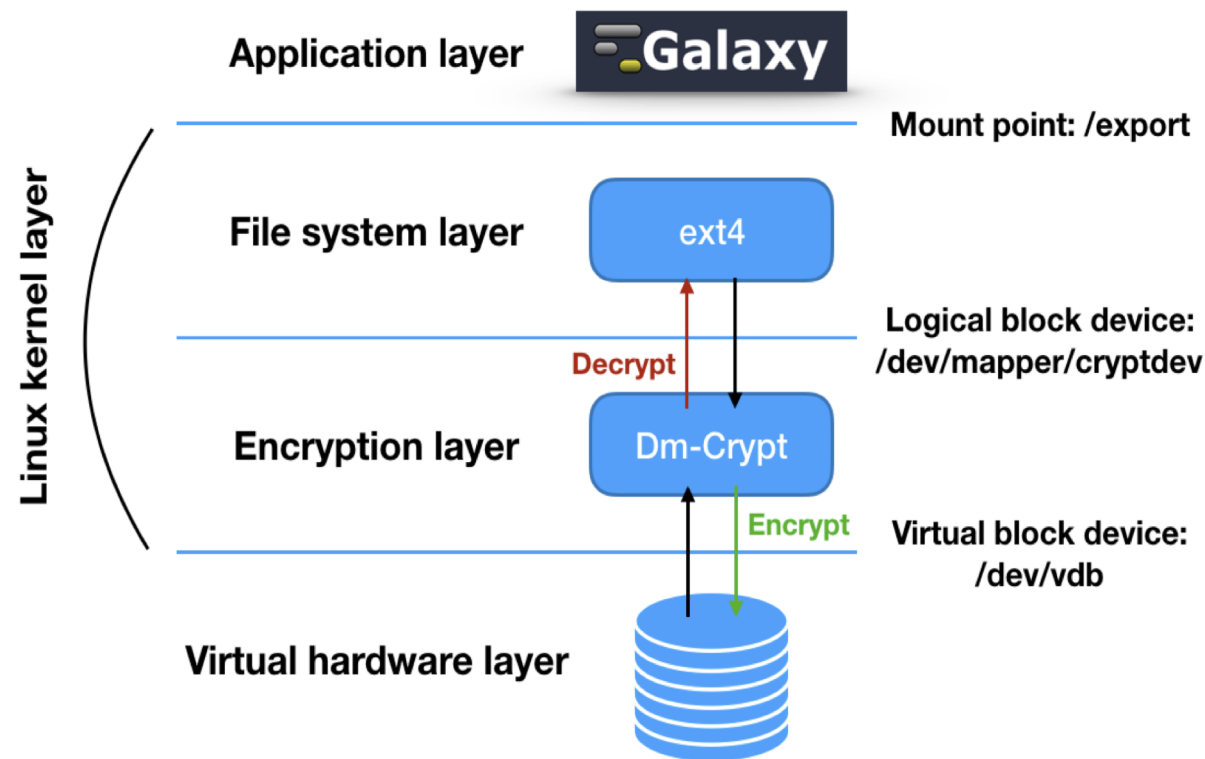 Application layer
Galaxy
Mount point: /export
Linux kernel layer
File system layer
ext4
Logical block device:
/dev/mapper/cryptdev
Decrypt
Encryption layer
Dm-Crypt
Encrypt
Virtual block device:
/dev/vdb
Virtual hardware layer